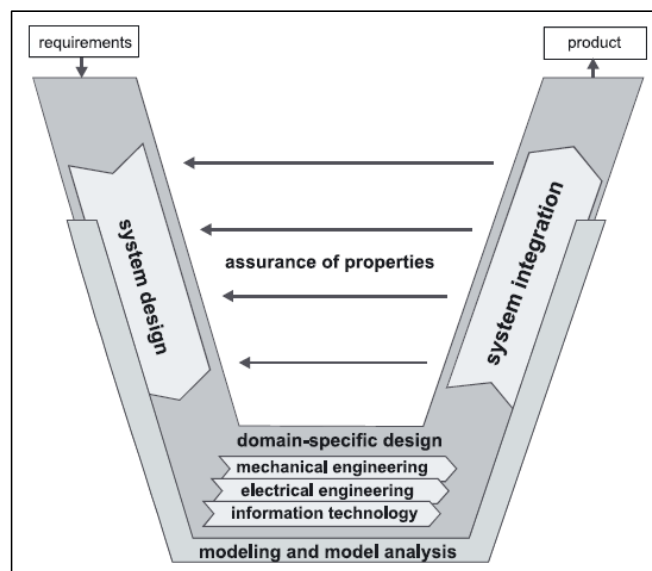 requirements
product
system design
assurance of properties
system integration
domain-specific design
mechanical engineering
electrical engineering
information technology
modeling and model analysis